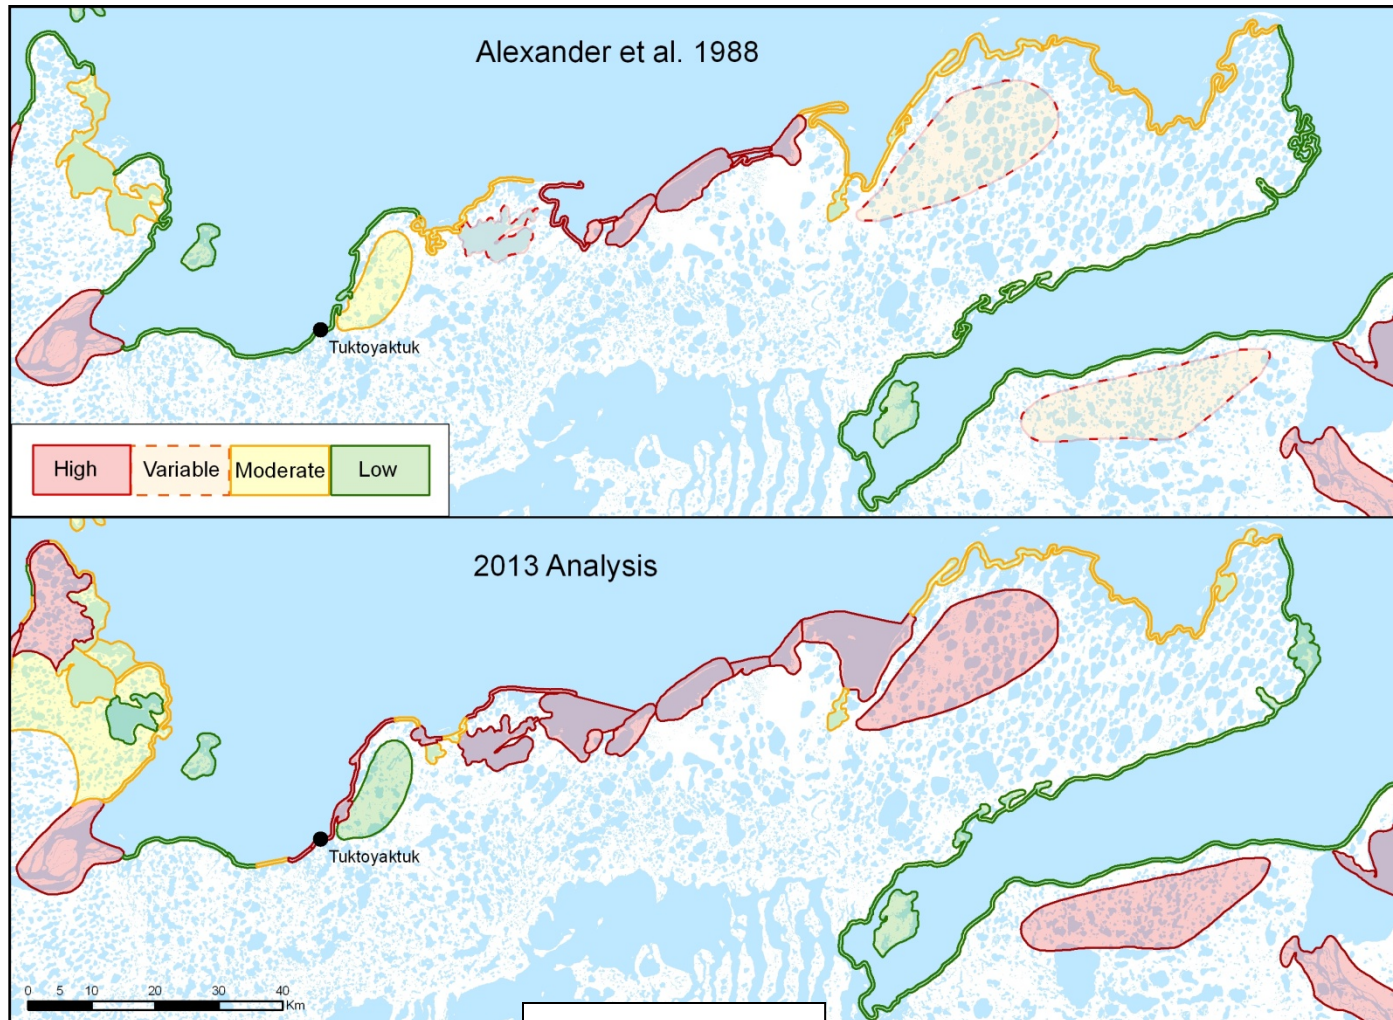 Alexander et al. 1988
Tuktoyaktuk
High Variable Moderate Low
2013 Analysis
Tuktoyaktuk
0 5 10 20 30 40
Km